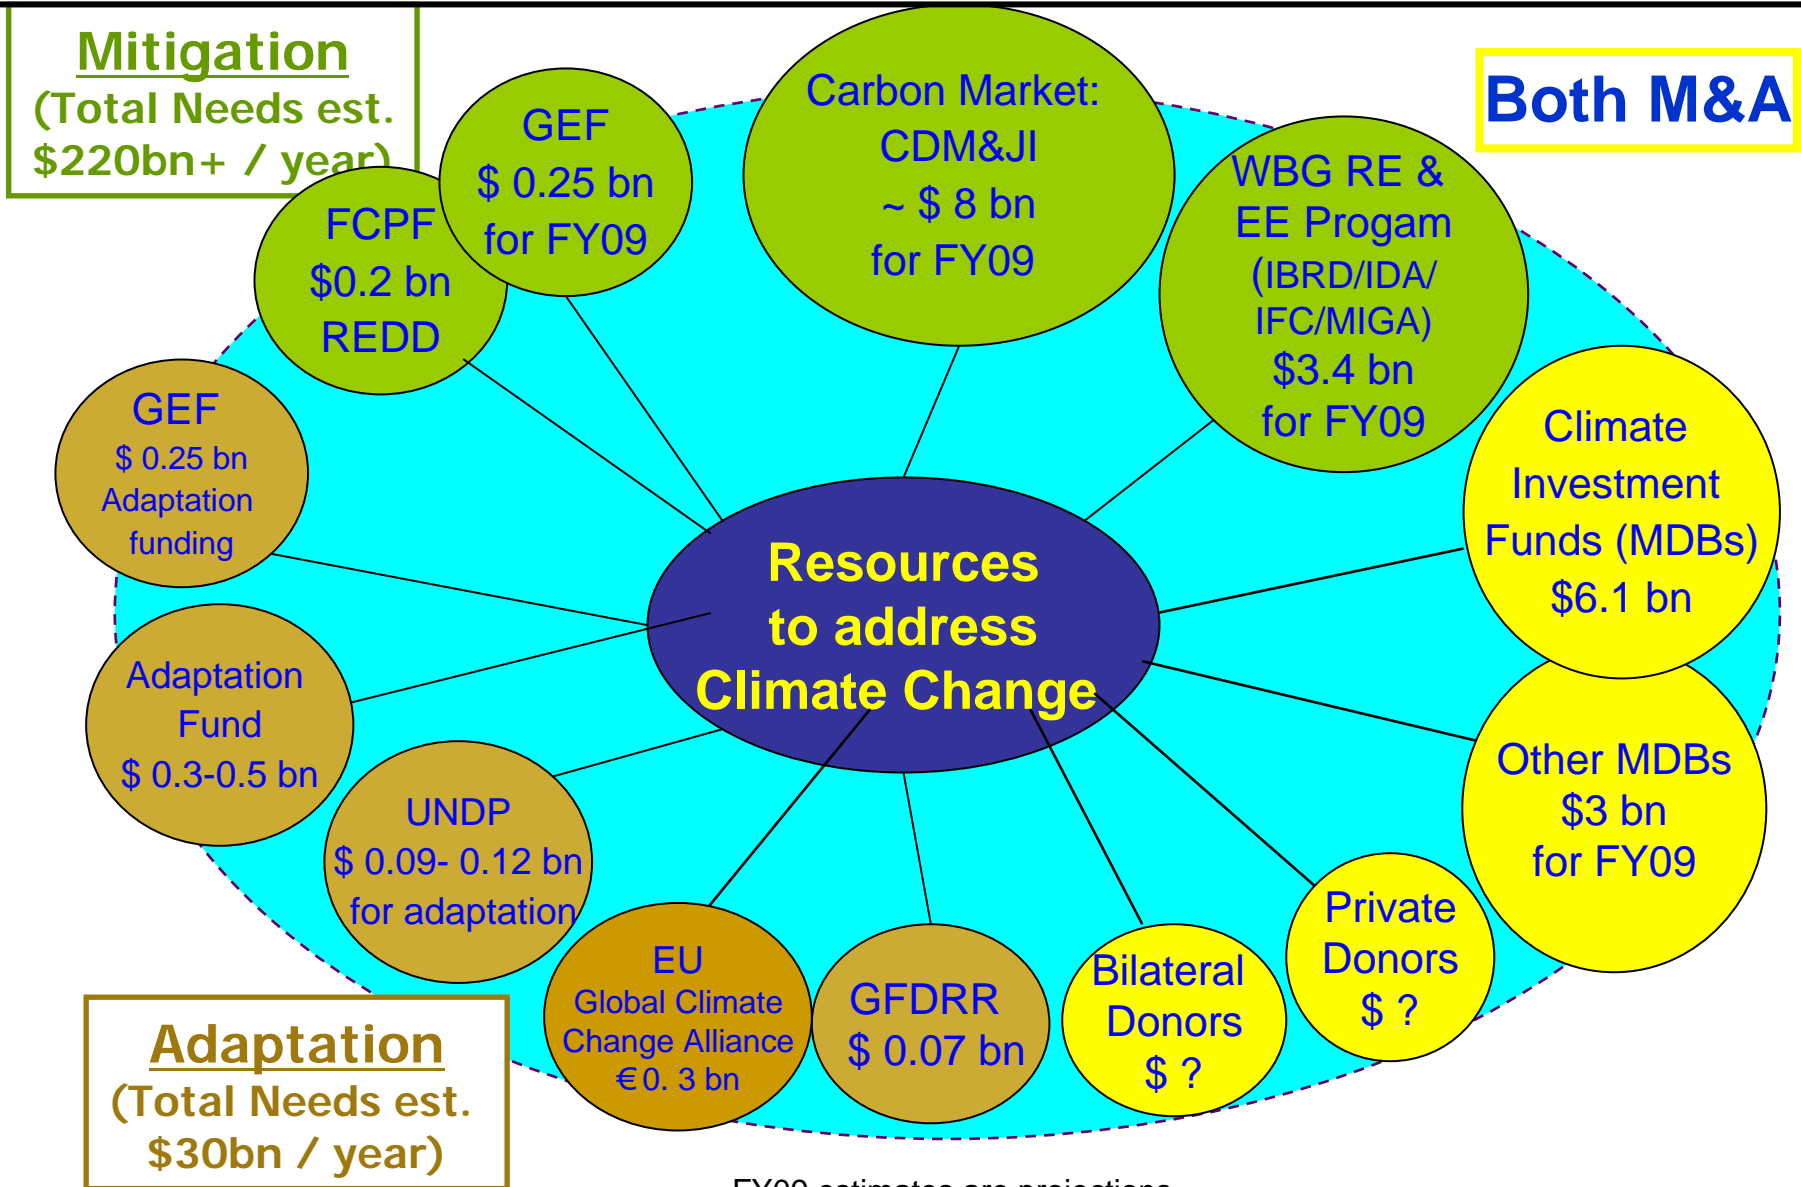 Mitigation
(Total Needs est.
$220bn+ / year)
Both M&A
Carbon Market:
CDM&JI
~ $ 8 bn
for FY09
GEF
$ 0.25 bn
for FY09
WBG RE &
EE Progam
(IBRD/IDA/
IFC/MIGA)
$3.4 bn
for FY09
FCPF
$0.2 bn
REDD
GEF
$ 0.25 bn
Adaptation
funding
Climate
Investment
Funds (MDBs)
$6.1 bn
Resources
to address
Climate Change
Adaptation
Fund
$ 0.3-0.5 bn
Other MDBs
$3 bn
for FY09
UNDP
$ 0.09- 0.12 bn
for adaptation
Private
Donors
$ ?
EU
Global Climate
Change Alliance
€0. 3 bn
GFDRR
$ 0.07 bn
Bilateral
Donors
$ ?
Adaptation
(Total Needs est.
$30bn / year)
FY09 estimates are projections